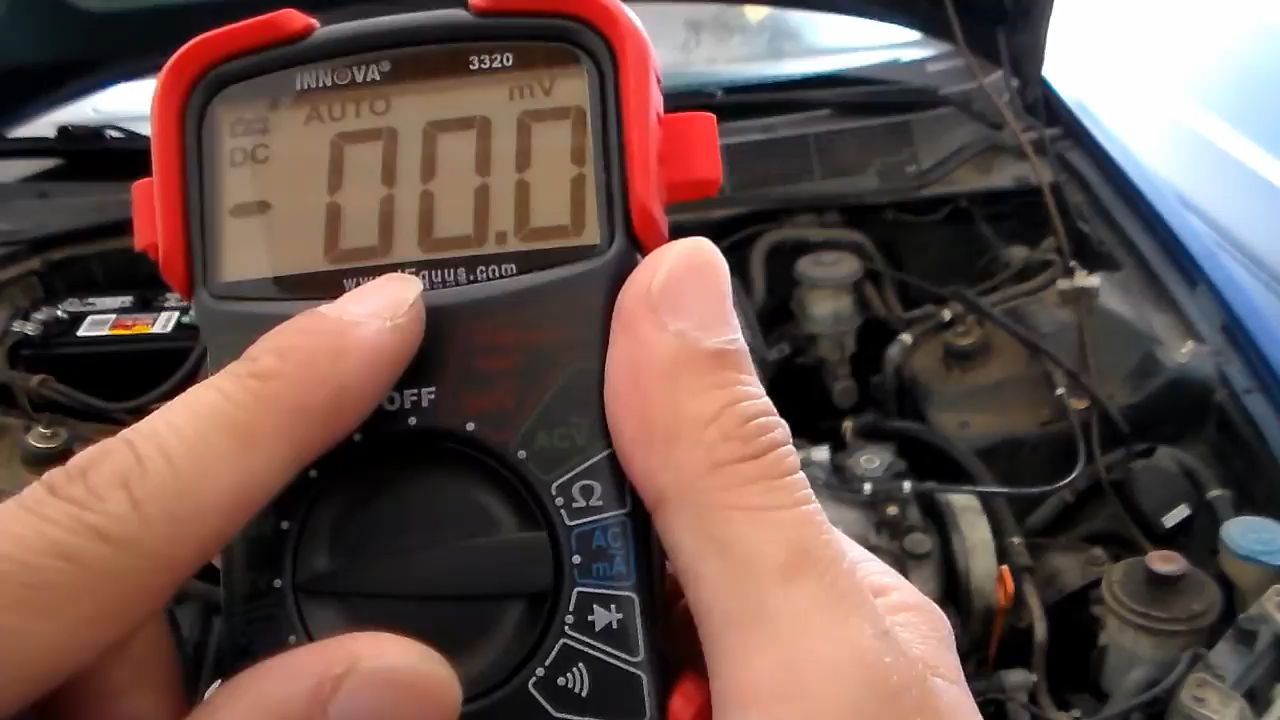 INNOVA® 3320
AUTO mV
DC
- 00.0
OFF
ACV
Ω
AC
mA